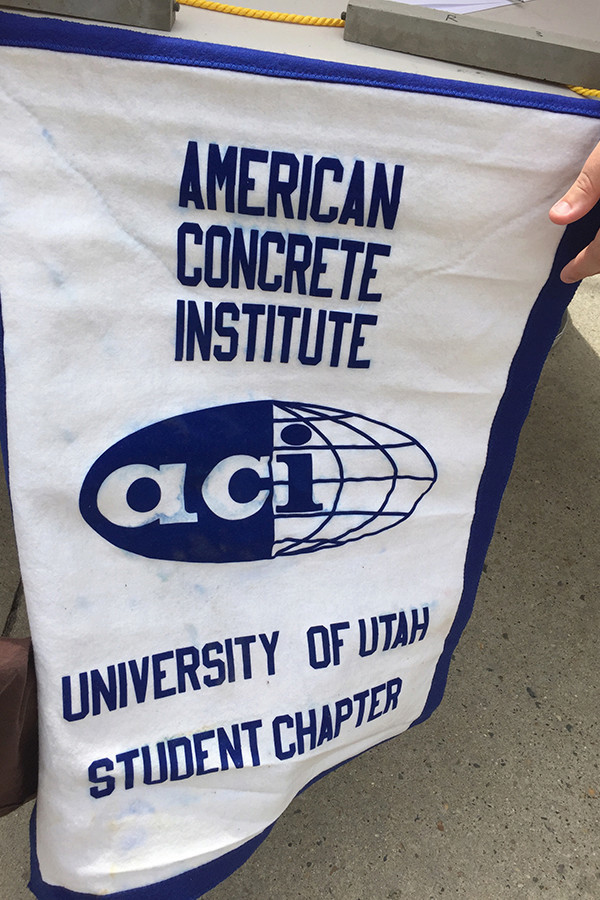 AMERICAN
CONCRETE
INSTITUTE
aci
UNIVERSITY OF UTAH
STUDENT CHAPTER